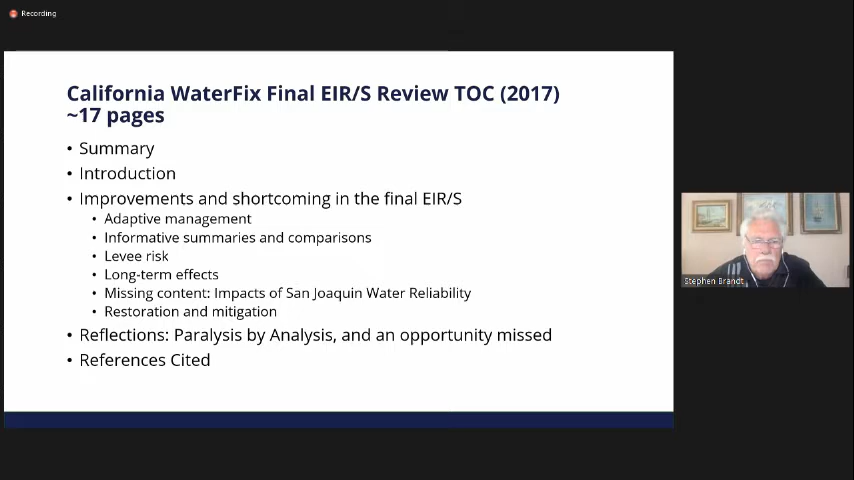 Recording
California WaterFix Final EIR/S Review TOC (2017)
~17 pages
• Summary
• Introduction
• Improvements and shortcoming in the final EIR/S
• Adaptive management
• Informative summaries and comparisons
• Levee risk
• Long-term effects
• Missing content: Impacts of San Joaquin Water Reliability
• Restoration and mitigation
• Reflections: Paralysis by Analysis, and an opportunity missed
• References Cited
Stephen Brandt